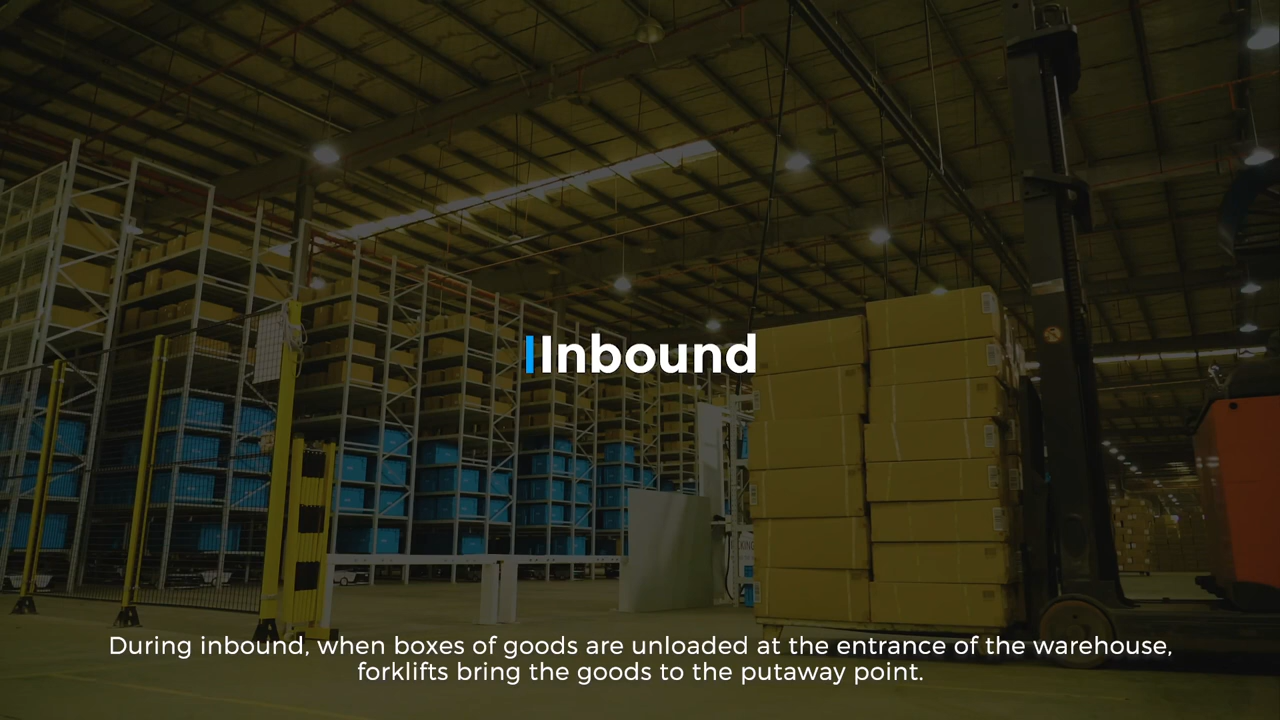 Inbound
During inbound, when boxes of goods are unloaded at the entrance of the warehouse,
forklifts bring the goods to the putaway point.